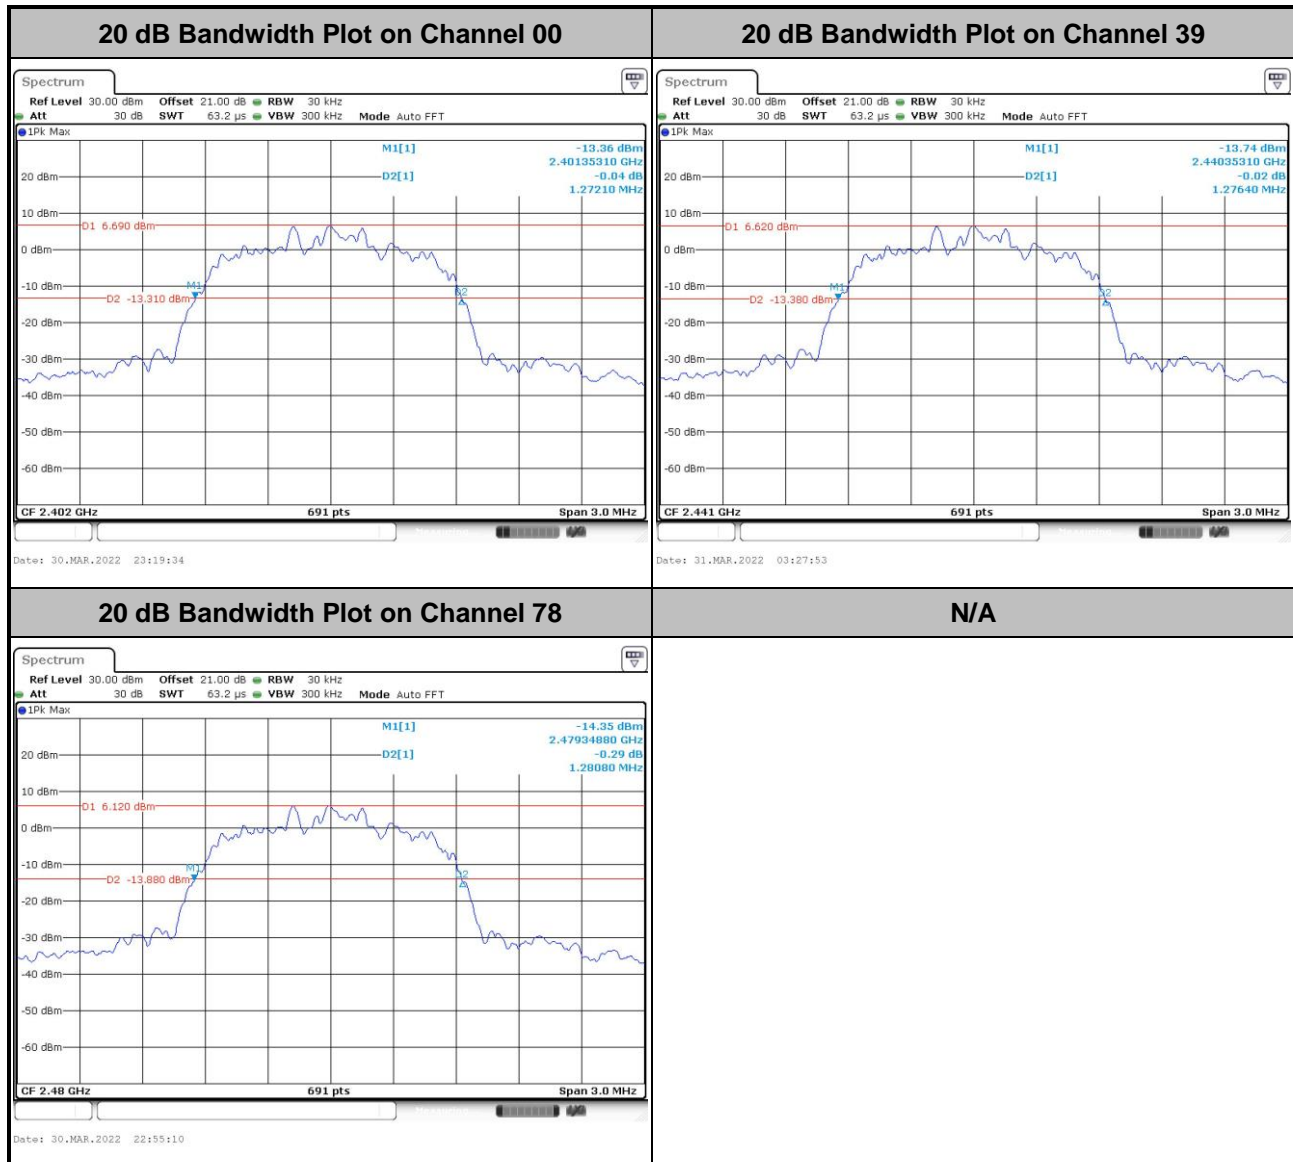 20 dB Bandwidth Plot on Channel 00
Spectrum
Ref Level 30.00 dBm Offset 21.00 dB RBW 30 kHz
Att 30 dB SWT 63.2 µs VBW 300 kHz Mode Auto FFT
1Pk Max
M1[1] -13.36 dBm
2.40135310 GHz
20 dBm
D2[1] -0.04 dB
1.27210 MHz
10 dBm
D1 6.690 dBm
0 dBm
-10 dBm
M1
D2
D2 -13.310 dBm
-20 dBm
-30 dBm
-40 dBm
-50 dBm
-60 dBm
CF 2.402 GHz 691 pts Span 3.0 MHz
Date: 30.MAR.2022 23:19:34
20 dB Bandwidth Plot on Channel 39
Spectrum
Ref Level 30.00 dBm Offset 21.00 dB RBW 30 kHz
Att 30 dB SWT 63.2 µs VBW 300 kHz Mode Auto FFT
1Pk Max
M1[1] -13.74 dBm
2.44035310 GHz
20 dBm
D2[1] -0.02 dB
1.27640 MHz
10 dBm
D1 6.620 dBm
0 dBm
-10 dBm
M1
D2
D2 -13.380 dBm
-20 dBm
-30 dBm
-40 dBm
-50 dBm
-60 dBm
CF 2.441 GHz 691 pts Span 3.0 MHz
Date: 31.MAR.2022 03:27:53
20 dB Bandwidth Plot on Channel 78
Spectrum
Ref Level 30.00 dBm Offset 21.00 dB RBW 30 kHz
Att 30 dB SWT 63.2 µs VBW 300 kHz Mode Auto FFT
1Pk Max
M1[1] -14.35 dBm
2.47934880 GHz
20 dBm
D2[1] -0.29 dB
1.28080 MHz
10 dBm
D1 6.120 dBm
0 dBm
-10 dBm
M1
D2
D2 -13.880 dBm
-20 dBm
-30 dBm
-40 dBm
-50 dBm
-60 dBm
CF 2.48 GHz 691 pts Span 3.0 MHz
Date: 30.MAR.2022 22:55:10
N/A